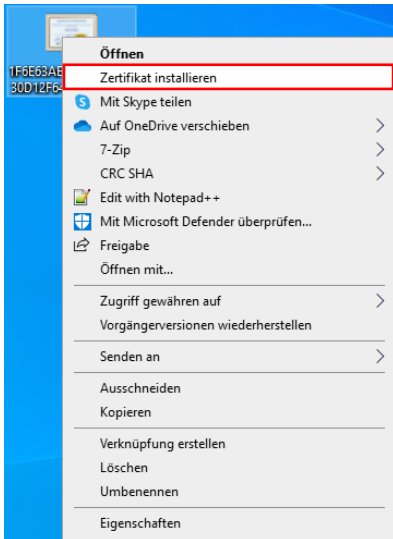 1F6E63AE
30D12F64
Öffnen
Zertifikat installieren
Mit Skype teilen
Auf OneDrive verschieben
7-Zip
CRC SHA
Edit with Notepad++
Mit Microsoft Defender überprüfen...
Freigabe
Öffnen mit...
Zugriff gewähren auf
Vorgängerversionen wiederherstellen
Senden an
Ausschneiden
Kopieren
Verknüpfung erstellen
Löschen
Umbenennen
Eigenschaften